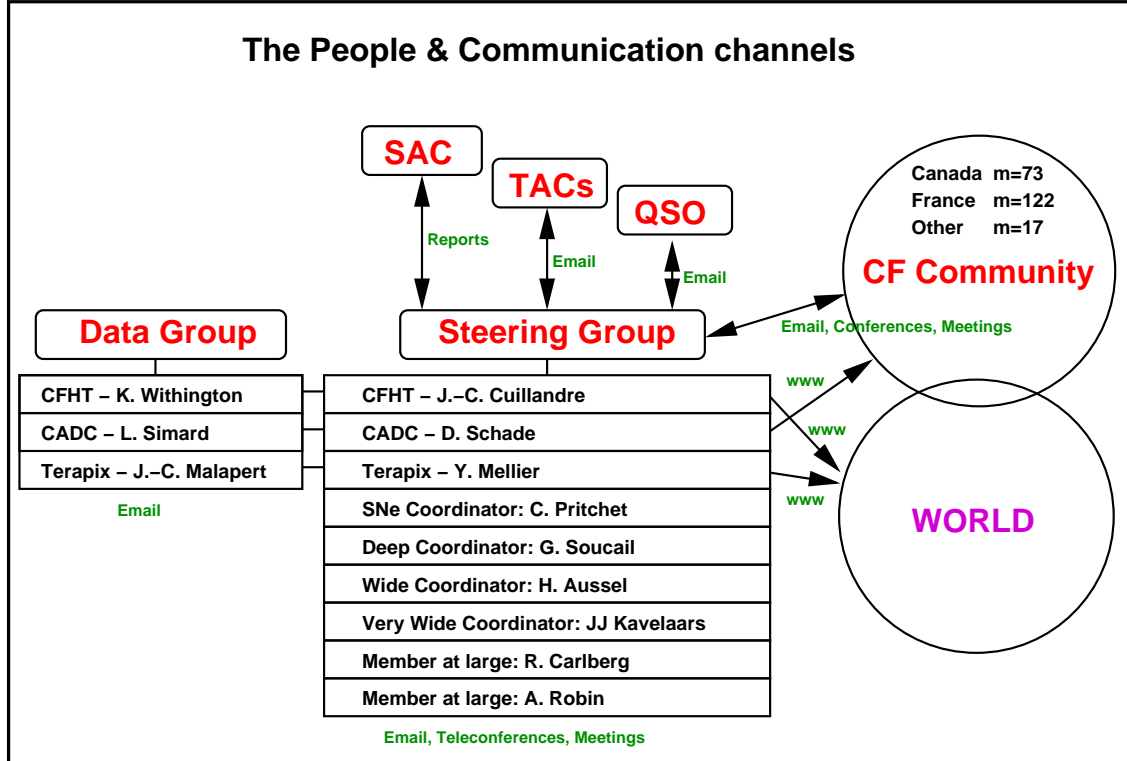 The People & Communication channels
SAC
TACs
QSO
Reports
Email
Email
Canada m=73
France m=122
Other m=17
CF Community
Data Group
Steering Group
Email, Conferences, Meetings
CFHT – K. Withington
CADC – L. Simard
Terapix – J.–C. Malapert
Email
CFHT – J.–C. Cuillandre
CADC – D. Schade
Terapix – Y. Mellier
SNe Coordinator: C. Pritchet
Deep Coordinator: G. Soucail
Wide Coordinator: H. Aussel
Very Wide Coordinator: JJ Kavelaars
Member at large: R. Carlberg
Member at large: A. Robin
Email, Teleconferences, Meetings
www
www
www
WORLD